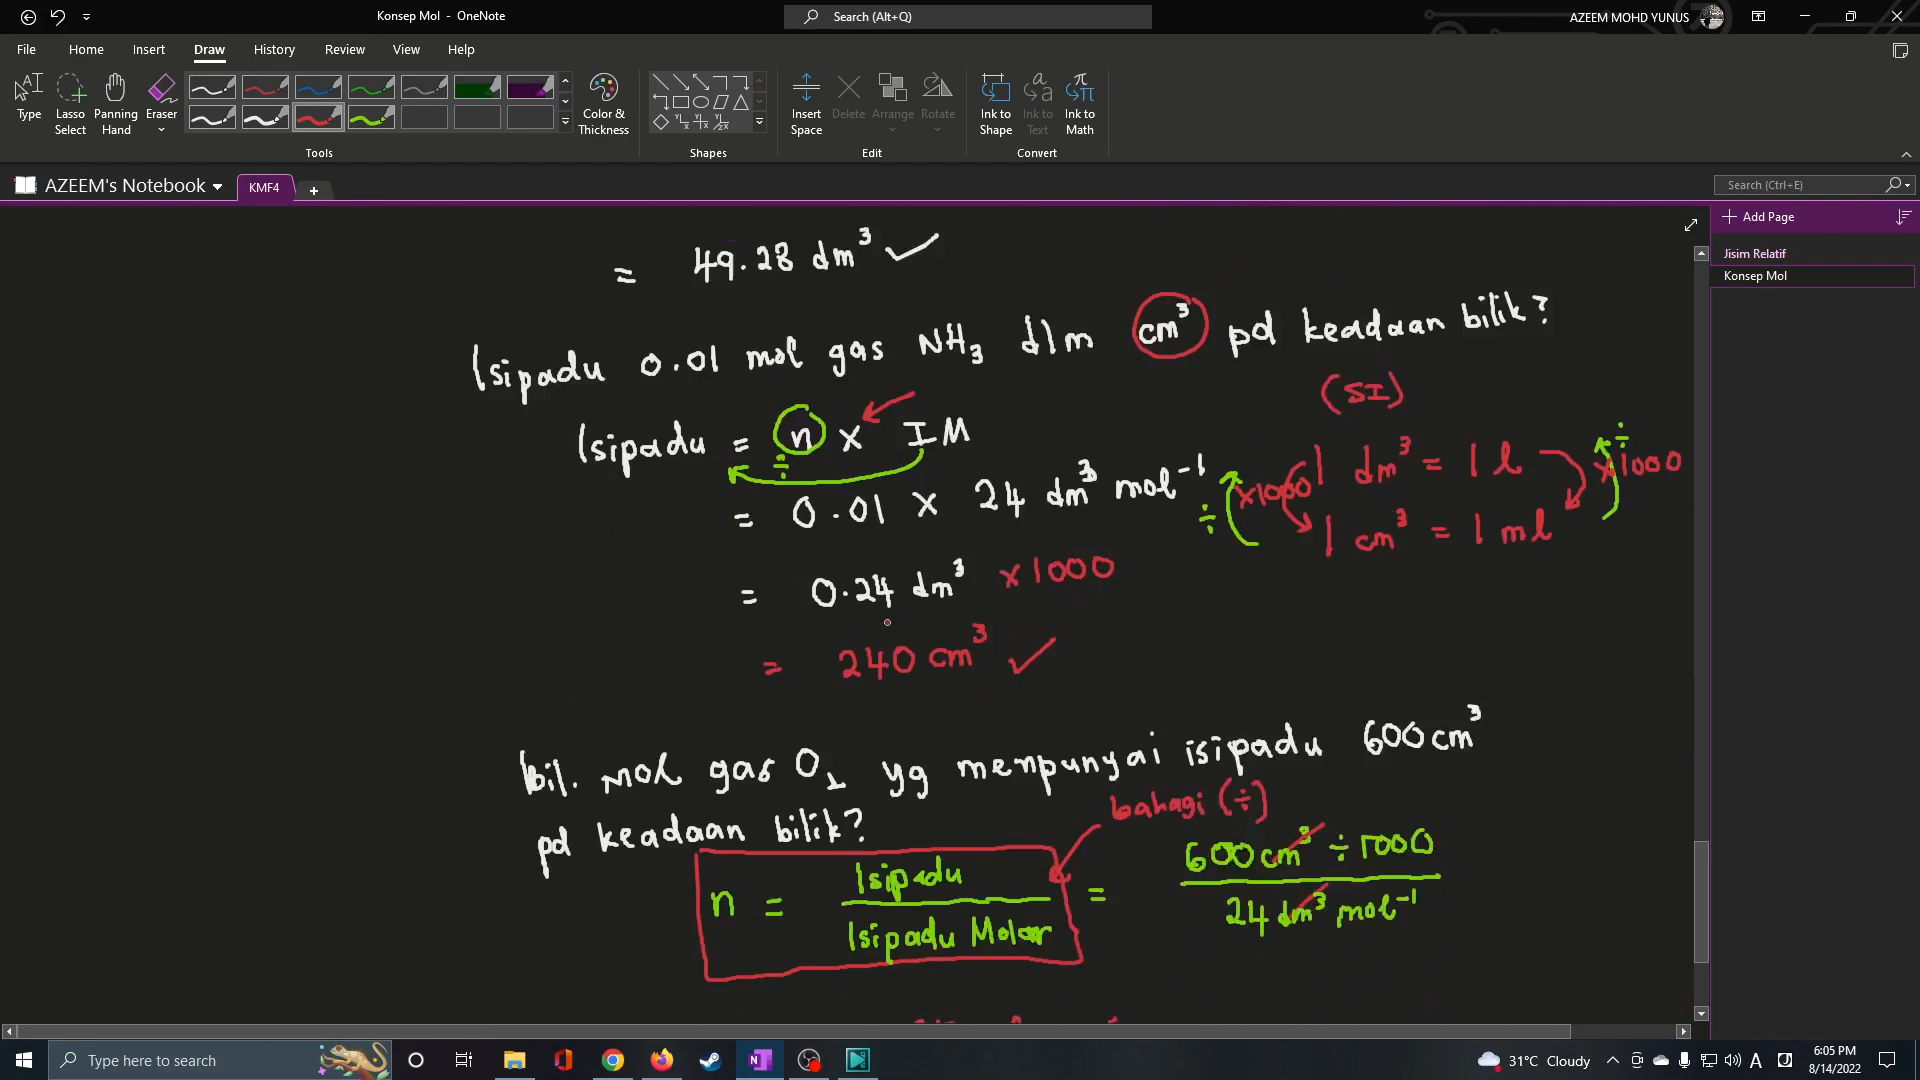 Konsep Mol - OneNote
Search (Alt+Q)
AZEEM MOHD YUNUS
File Home Insert Draw History Review View Help
Type
Lasso Select
Panning Hand
Eraser
Color & Thickness
Insert Space
Delete
Arrange
Rotate
Ink to Shape
Ink to Text
Ink to Math
Tools Shapes Edit Convert
AZEEM's Notebook
KMF4
Search (Ctrl+E)
Add Page
Jisim Relatif
Konsep Mol
= 49.28 dm³ ✓
Isipadu 0.01 mol gas NH₃ dlm cm³ pd keadaan bilik?
(SI)
Isipadu = n x IM
÷
= 0.01 x 24 dm³ mol⁻¹
÷ x1000 1 dm³ = 1 l x1000 ÷
1 cm³ = 1 ml
= 0.24 dm³ x1000
= 240 cm³ ✓
bil. mol gas O₂ yg mempunyai isipadu 600 cm³
pd keadaan bilik?
bahagi (÷)
n = Isipadu / Isipadu Molar = 600 cm³ ÷ 1000 / 24 dm³ mol⁻¹
Type here to search
31°C Cloudy
6:05 PM
8/14/2022